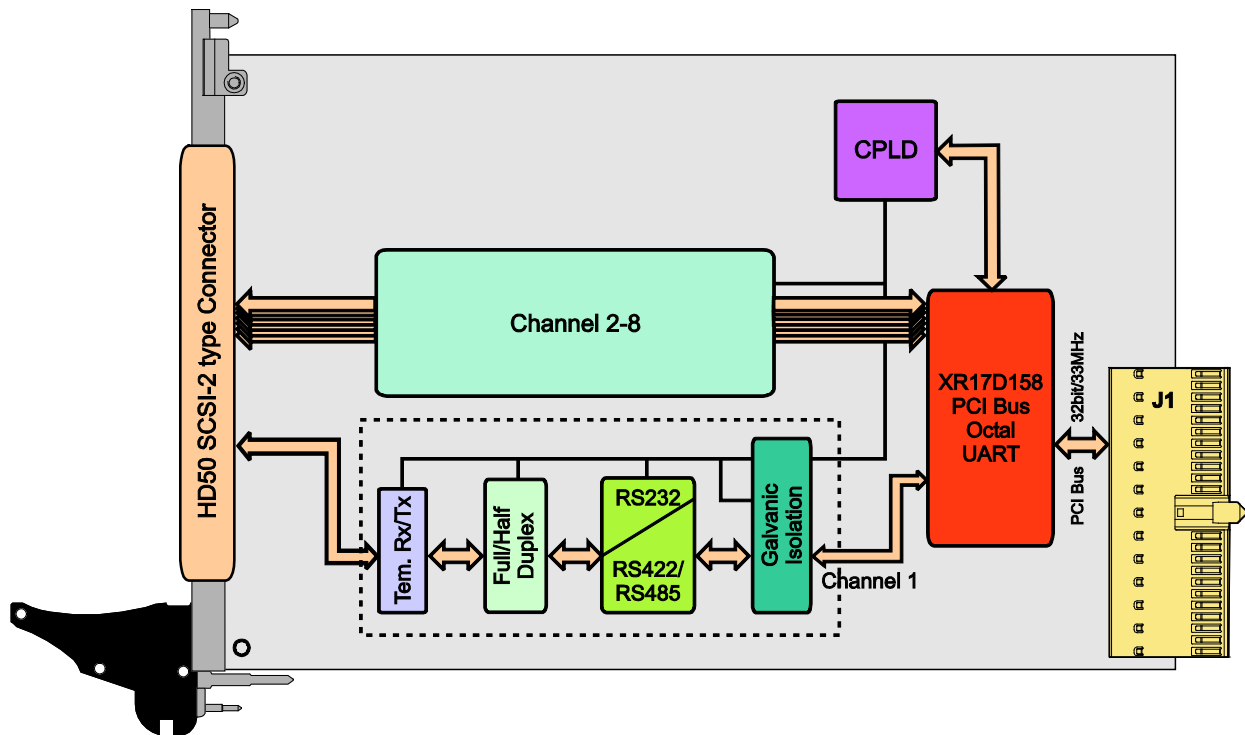 HD50 SCSI-2 type Connector
CPLD
Channel 2-8
XR17D158
PCI Bus
Octal
UART
PCI Bus 32bit/33MHz
J1
Tem. Rx/Tx
Full/Half
Duplex
RS232
RS422/
RS485
Galvanic
Isolation
Channel 1